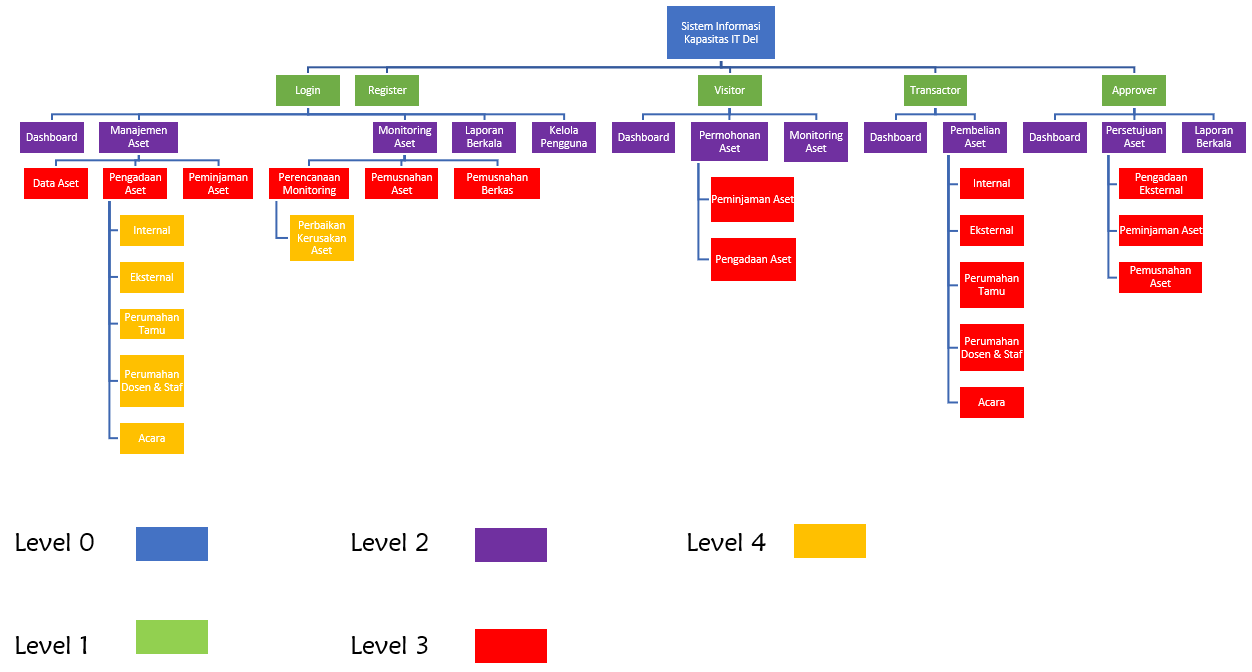 Sistem Informasi
Kapasitas IT Del
Login
Register
Visitor
Transactor
Approver
Dashboard
Manajemen
Aset
Monitoring
Aset
Laporan
Berkala
Kelola
Pengguna
Dashboard
Permohonan
Aset
Monitoring
Aset
Dashboard
Pembelian
Aset
Dashboard
Persetujuan
Aset
Laporan
Berkala
Data Aset
Pengadaan
Aset
Peminjaman
Aset
Perencanaan
Monitoring
Pemusnahan
Aset
Pemusnahan
Berkas
Internal
Eksternal
Perumahan
Tamu
Perumahan
Dosen & Staf
Acara
Perbaikan
Kerusakan
Aset
Peminjaman Aset
Pengadaan Aset
Internal
Eksternal
Perumahan
Tamu
Perumahan
Dosen & Staf
Acara
Pengadaan
Eksternal
Peminjaman Aset
Pemusnahan
Aset
Level 0
Level 2
Level 4
Level 1
Level 3